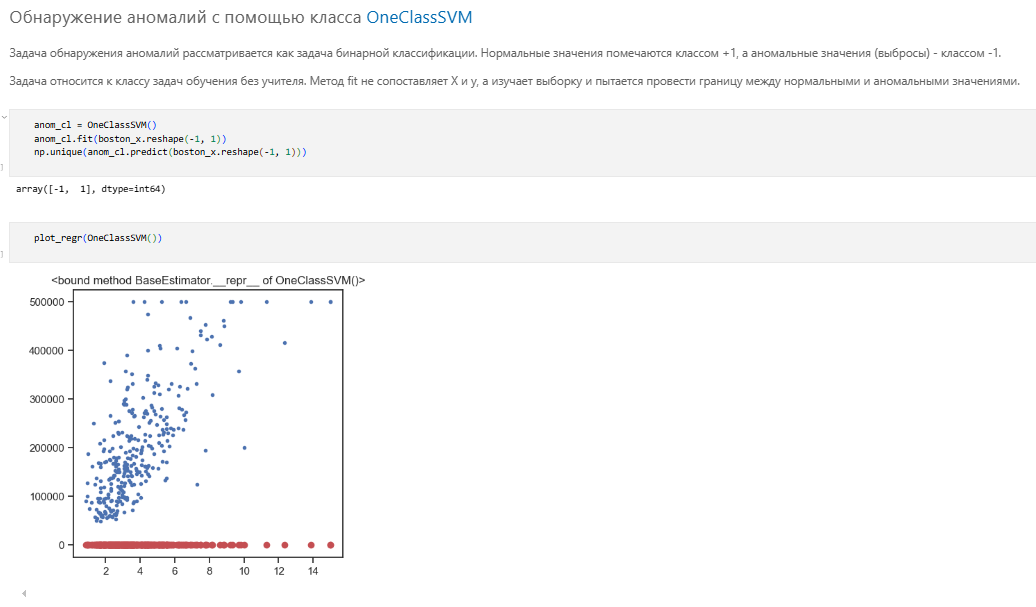 Обнаружение аномалий с помощью класса OneClassSVM
Задача обнаружения аномалий рассматривается как задача бинарной классификации. Нормальные значения помечаются классом +1, а аномальные значения (выбросы) - классом -1.
Задача относится к классу задач обучения без учителя. Метод fit не сопоставляет X и y, а изучает выборку и пытается провести границу между нормальными и аномальными значениями.
anom_cl = OneClassSVM()
anom_cl.fit(boston_x.reshape(-1, 1))
np.unique(anom_cl.predict(boston_x.reshape(-1, 1)))
]
array([-1,  1], dtype=int64)
plot_regr(OneClassSVM())
]
<bound method BaseEstimator.__repr__ of OneClassSVM()>
500000
400000
300000
200000
100000
0
2 4 6 8 10 12 14